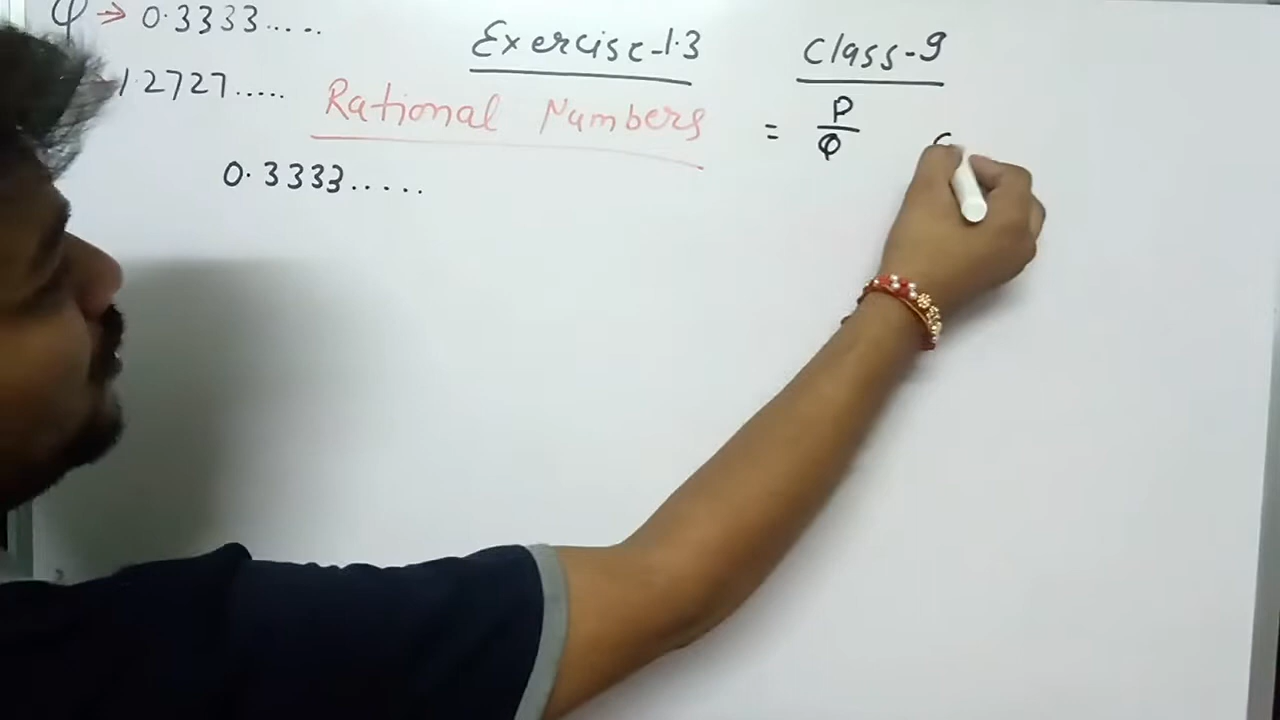 φ → 0.3333.....
Exercise-1.3
Class-9
1.2727.....
Rational Numbers
= P
φ
0.3333.....